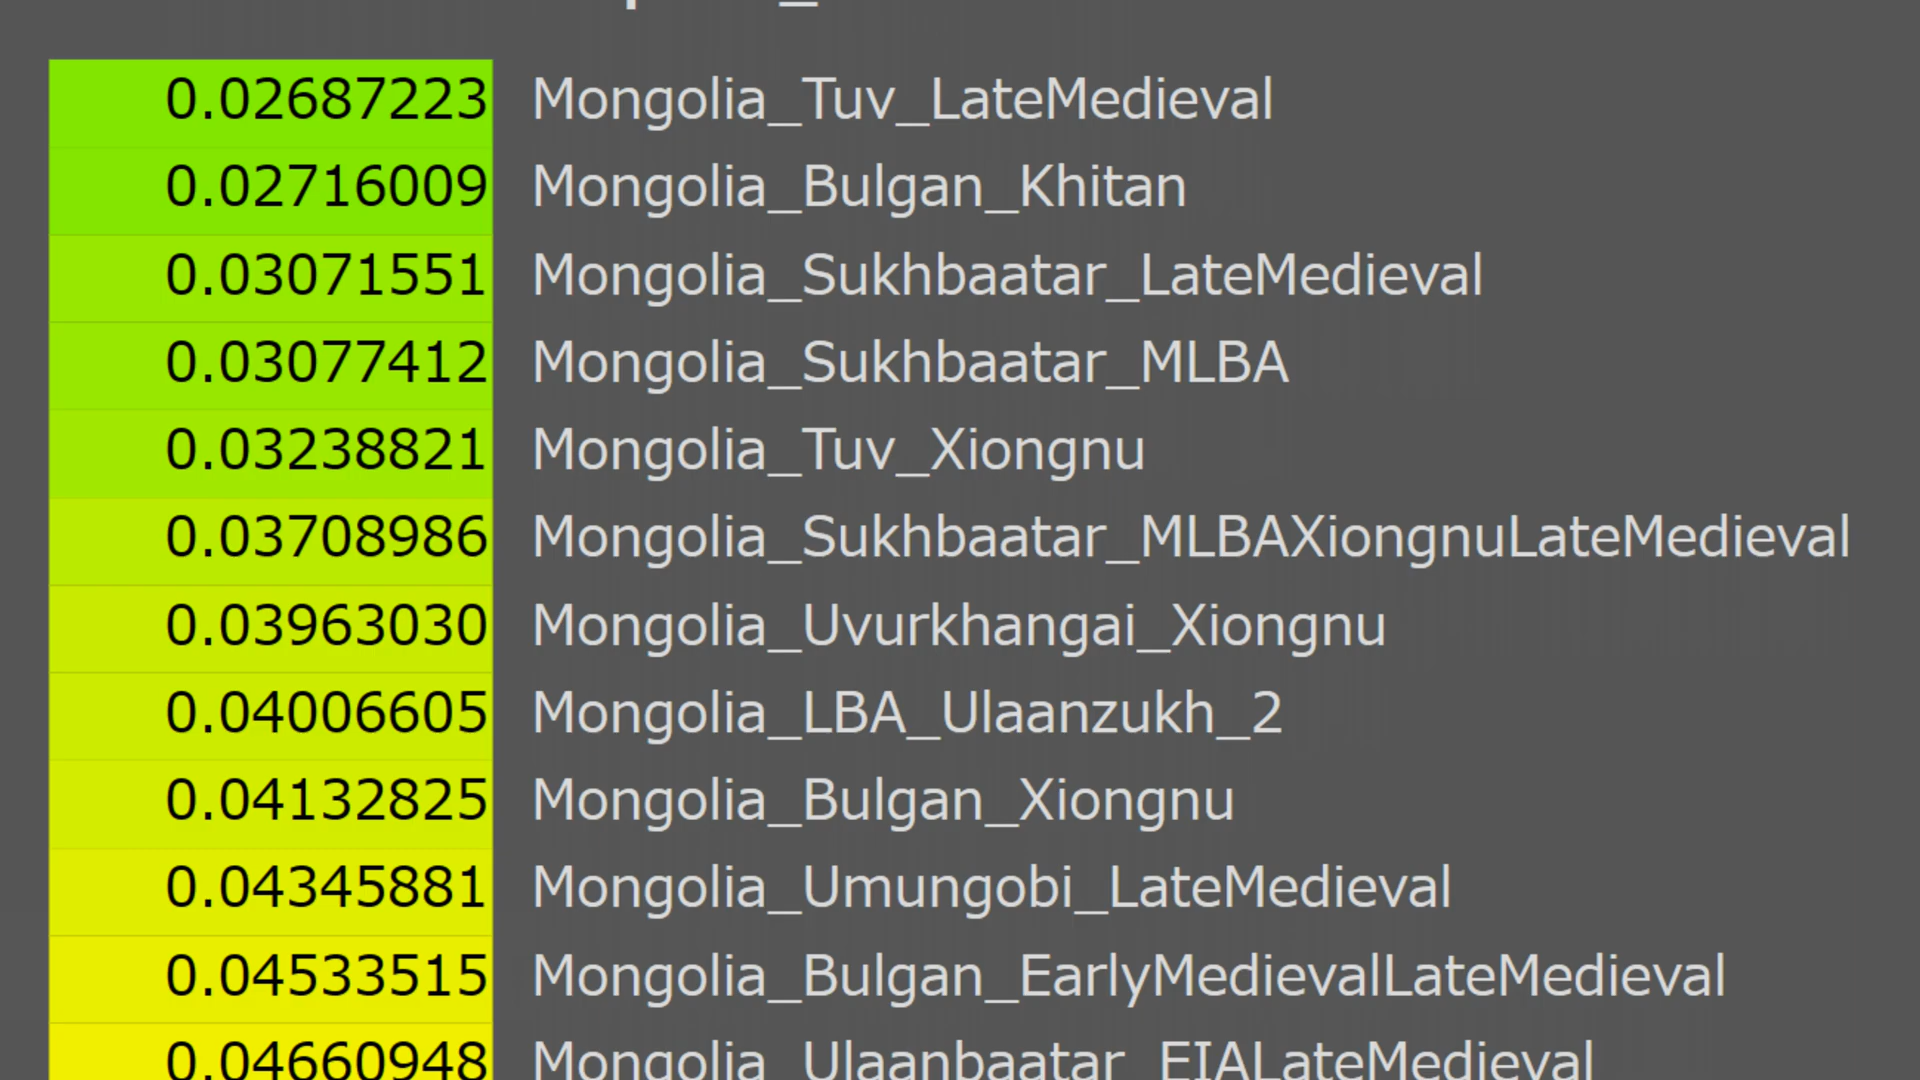 0.02687223 Mongolia_Tuv_LateMedieval
0.02716009 Mongolia_Bulgan_Khitan
0.03071551 Mongolia_Sukhbaatar_LateMedieval
0.03077412 Mongolia_Sukhbaatar_MLBA
0.03238821 Mongolia_Tuv_Xiongnu
0.03708986 Mongolia_Sukhbaatar_MLBAXiongnuLateMedieval
0.03963030 Mongolia_Uvurkhangai_Xiongnu
0.04006605 Mongolia_LBA_Ulaanzukh_2
0.04132825 Mongolia_Bulgan_Xiongnu
0.04345881 Mongolia_Umungobi_LateMedieval
0.04533515 Mongolia_Bulgan_EarlyMedievalLateMedieval
0.04660948 Mongolia_Ulaanbaatar_EIALateMedieval